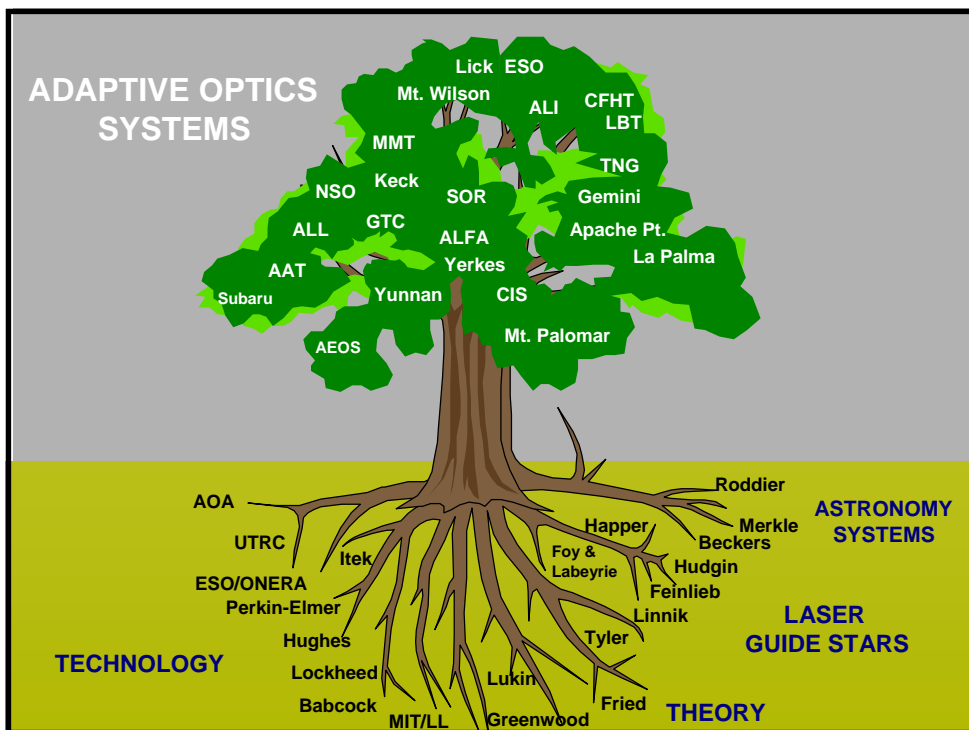 ADAPTIVE OPTICS
SYSTEMS
Lick
ESO
Mt. Wilson
ALI
CFHT
LBT
MMT
TNG
Keck
NSO
SOR
Gemini
GTC
ALL
ALFA
Apache Pt.
AAT
Yerkes
La Palma
Subaru
Yunnan
CIS
Mt. Palomar
AEOS
AOA
UTRC
Itek
ESO/ONERA
Perkin-Elmer
Hughes
Lockheed
Babcock
MIT/LL
TECHNOLOGY
Roddier
Merkle
Beckers
ASTRONOMY
SYSTEMS
Happer
Foy &
Labeyrie
Hudgin
Feinlieb
Linnik
LASER
GUIDE STARS
Tyler
Lukin
Fried
Greenwood
THEORY